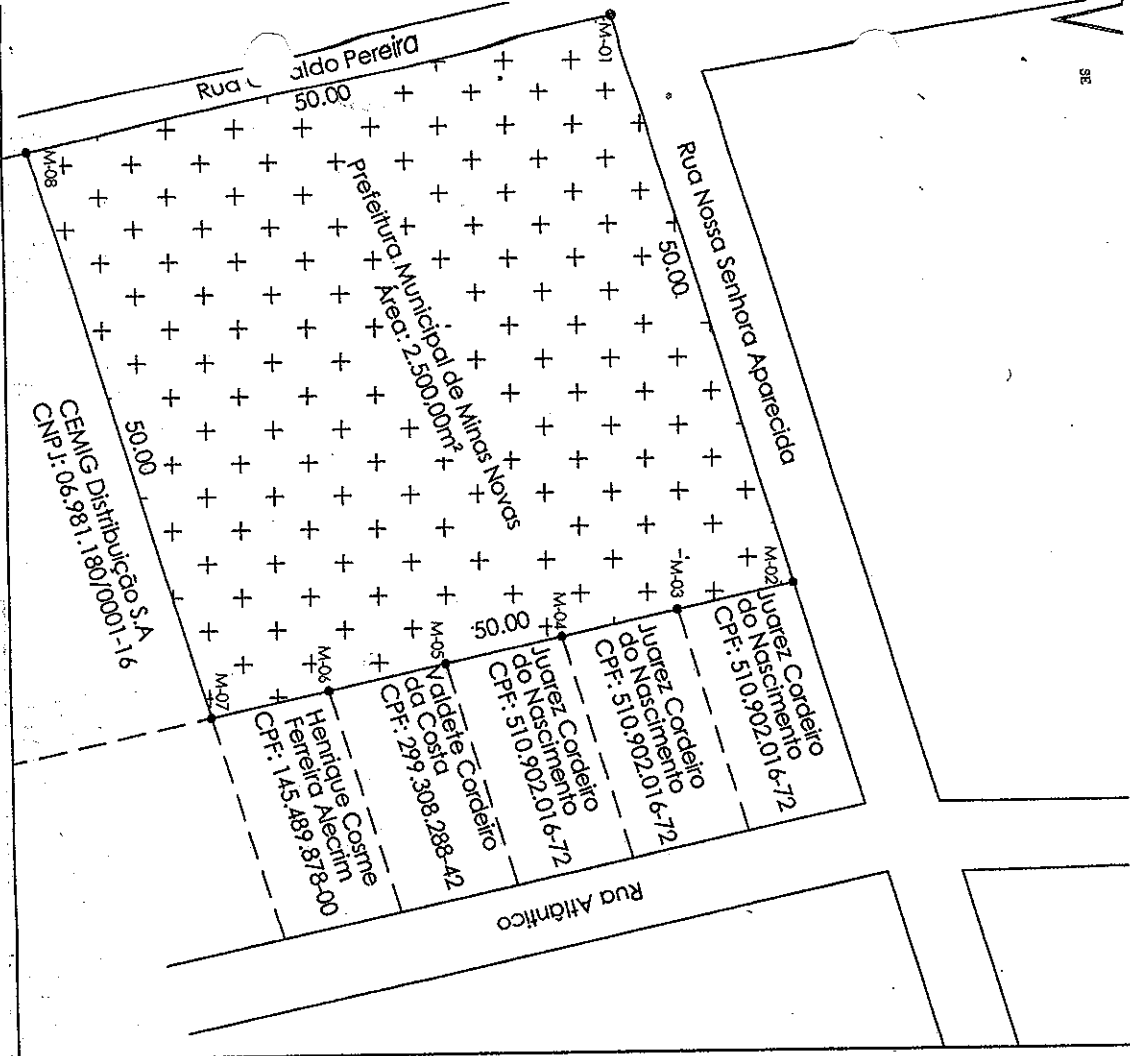 SE
Rua aldo Pereira
50.00
M-01
Rua Nossa Senhora Aparecida
50.00
M-08
Prefeitura Municipal de Minas Novas
Área: 2.500,00m²
50.00
CEMIG Distribuição S.A
CNPJ: 06.981.180/0001-16
50.00
M-02
Juarez Cordeiro
do Nascimento
CPF: 510.902.016-72
M-03
Juarez Cordeiro
do Nascimento
CPF: 510.902.016-72
M-04
Juarez Cordeiro
do Nascimento
CPF: 510.902.016-72
M-05
Valdete Cordeiro
da Costa
CPF: 299.308.288-42
M-06
Henrique Cosme
Ferreira Alecrim
CPF: 145.489.878-00
M-07
Rua Atlântico